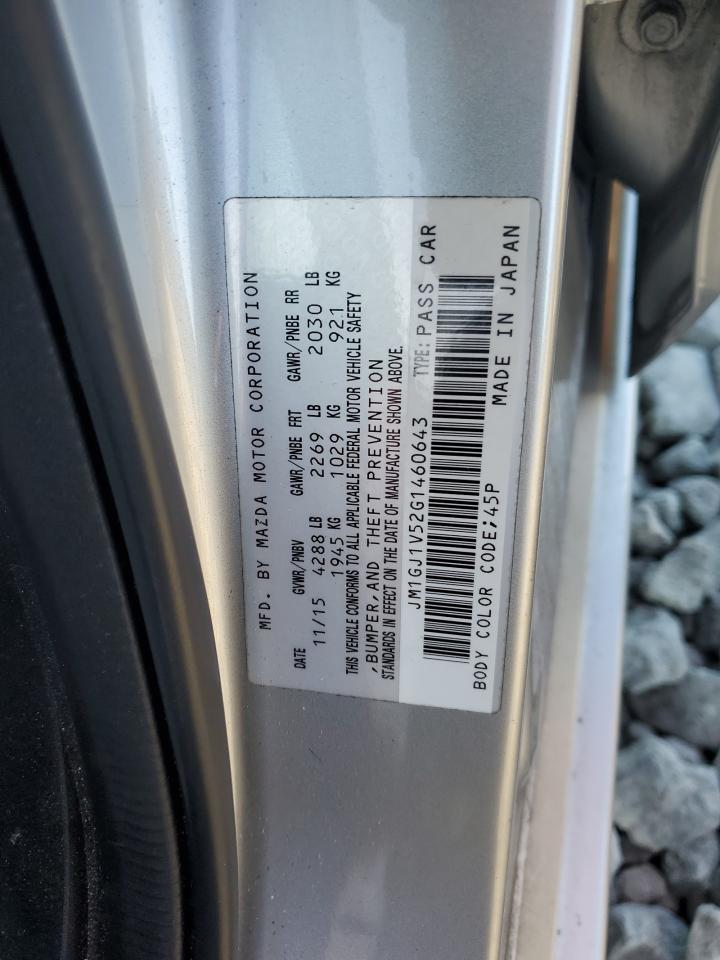 MFD. BY MAZDA MOTOR CORPORATION
DATE GVWR/PNBV GAWR/PNBE FRT GAWR/PNBE RR
11/15 4288 LB 2269 LB 2030 LB
1945 KG 1029 KG 921 KG
THIS VEHICLE CONFORMS TO ALL APPLICABLE FEDERAL MOTOR VEHICLE SAFETY
,BUMPER,AND THEFT PREVENTION
STANDARDS IN EFFECT ON THE DATE OF MANUFACTURE SHOWN ABOVE.
JM1GJ1V52G1460643 TYPE:PASS CAR
BODY COLOR CODE;45P MADE IN JAPAN